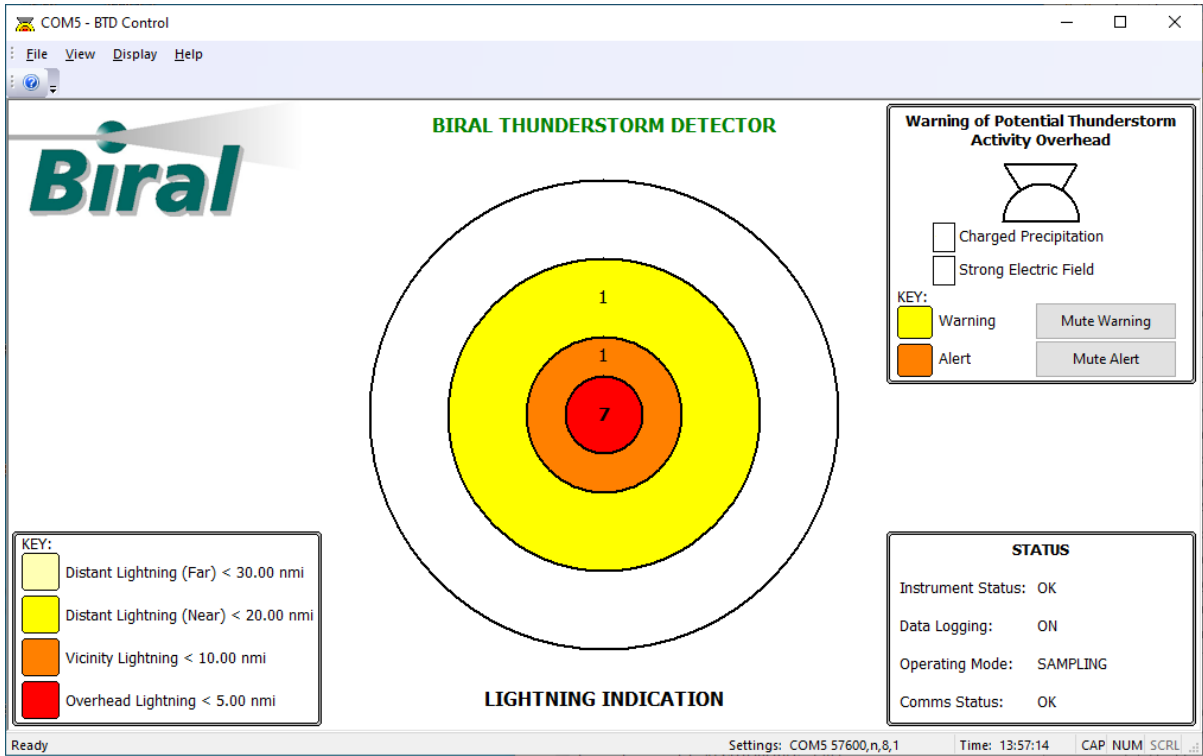 COM5 - BTD Control
File View Display Help
Biral
BIRAL THUNDERSTORM DETECTOR
1
1
7
LIGHTNING INDICATION
Warning of Potential Thunderstorm
Activity Overhead
Charged Precipitation
Strong Electric Field
KEY:
Warning
Mute Warning
Alert
Mute Alert
KEY:
Distant Lightning (Far) < 30.00 nmi
Distant Lightning (Near) < 20.00 nmi
Vicinity Lightning < 10.00 nmi
Overhead Lightning < 5.00 nmi
STATUS
Instrument Status: OK
Data Logging: ON
Operating Mode: SAMPLING
Comms Status: OK
Ready Settings: COM5 57600,n,8,1 Time: 13:57:14 CAP NUM SCRL